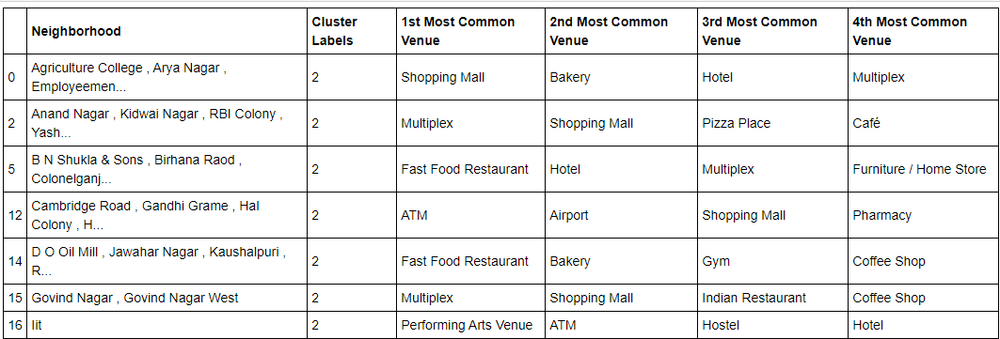 Neighborhood Cluster Labels 1st Most Common Venue 2nd Most Common Venue 3rd Most Common Venue 4th Most Common Venue
0 Agriculture College , Arya Nagar , Employeemen... 2 Shopping Mall Bakery Hotel Multiplex
2 Anand Nagar , Kidwai Nagar , RBI Colony , Yash... 2 Multiplex Shopping Mall Pizza Place Café
5 B N Shukla & Sons , Birhana Raod , Colonelganj... 2 Fast Food Restaurant Hotel Multiplex Furniture / Home Store
12 Cambridge Road , Gandhi Grame , Hal Colony , H... 2 ATM Airport Shopping Mall Pharmacy
14 D O Oil Mill , Jawahar Nagar , Kaushalpuri , R... 2 Fast Food Restaurant Bakery Gym Coffee Shop
15 Govind Nagar , Govind Nagar West 2 Multiplex Shopping Mall Indian Restaurant Coffee Shop
16 Iit 2 Performing Arts Venue ATM Hostel Hotel